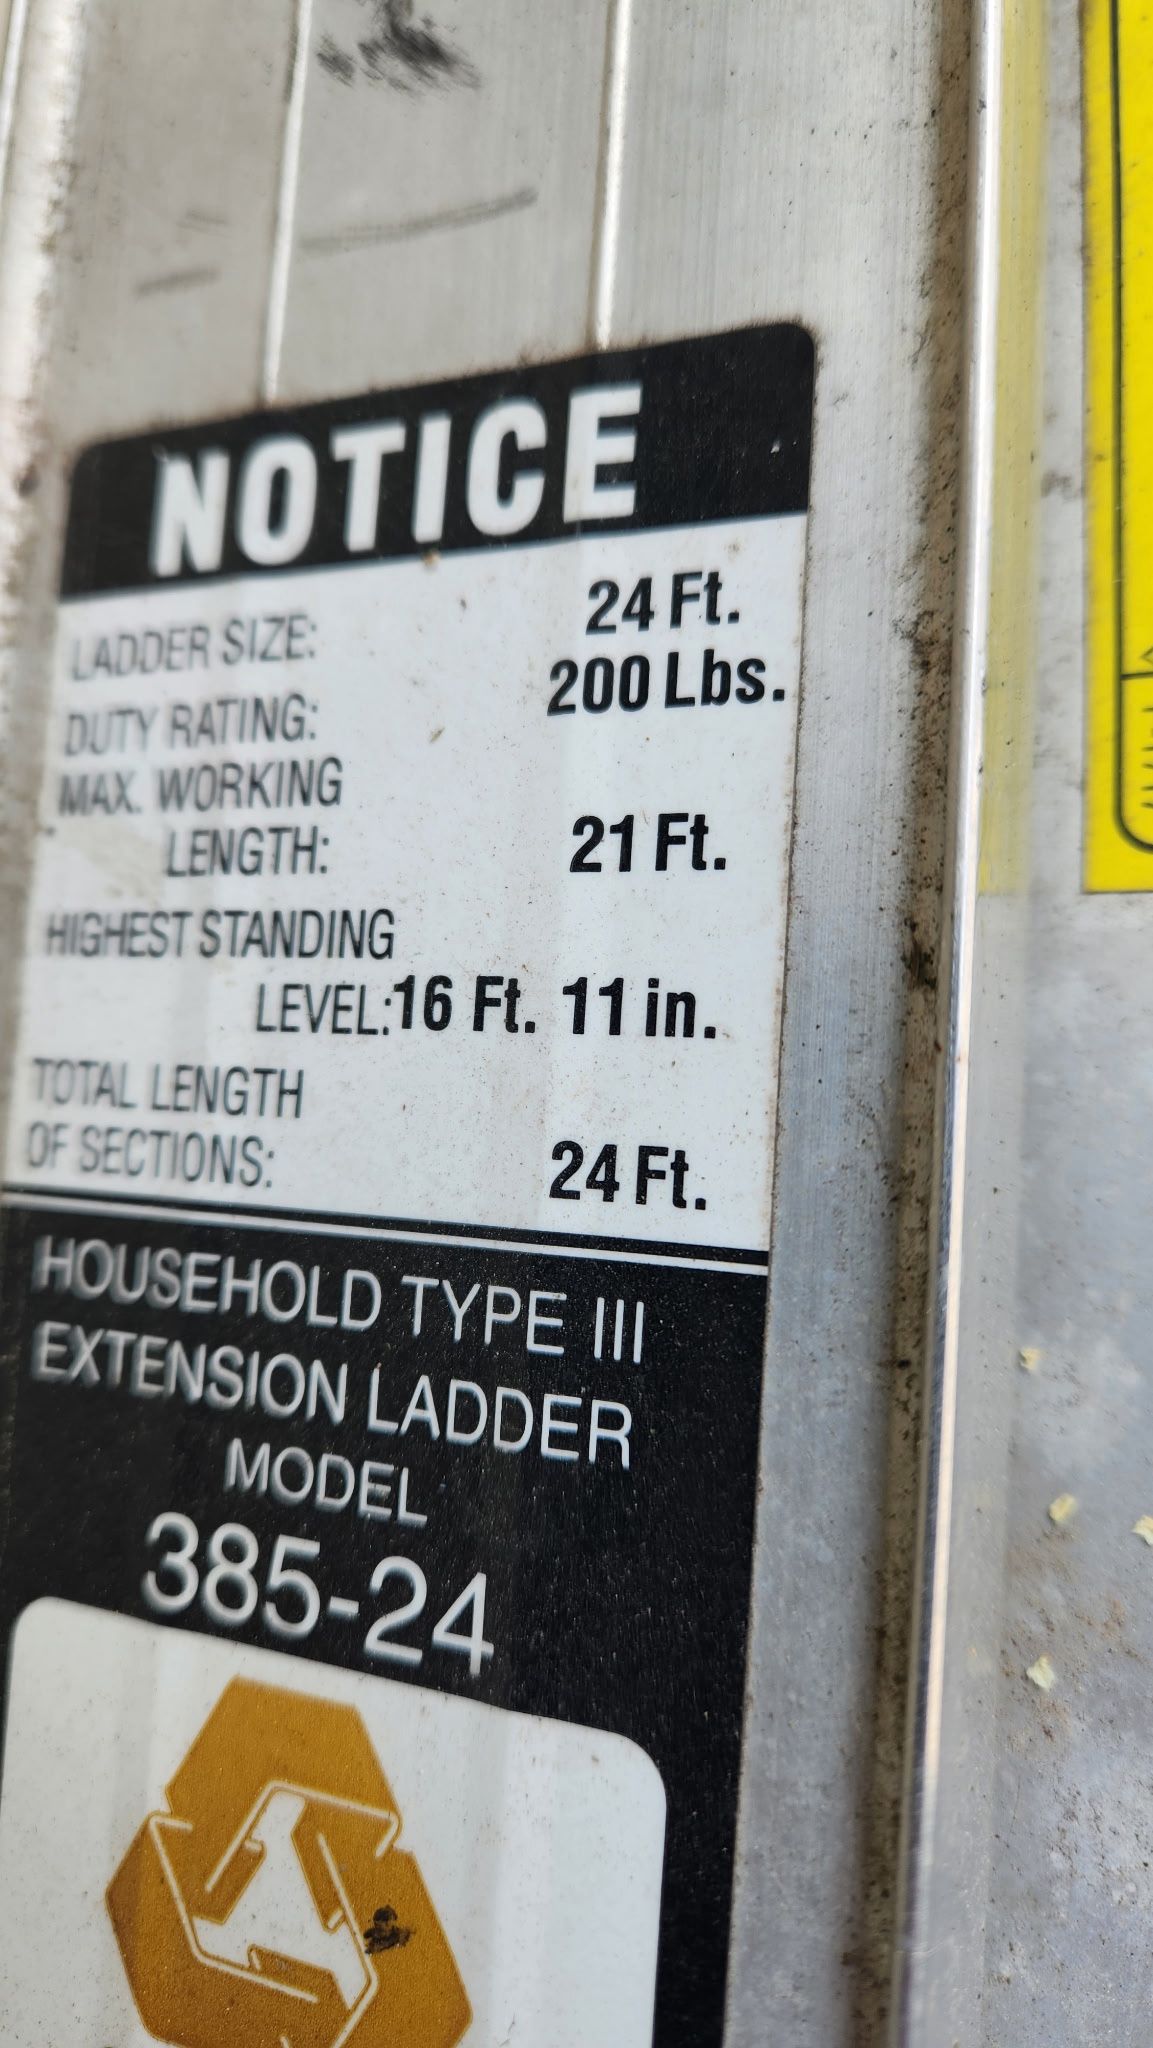 NOTICE
LADDER SIZE: 24 Ft.
DUTY RATING: 200 Lbs.
MAX. WORKING
LENGTH: 21 Ft.
HIGHEST STANDING
LEVEL: 16 Ft. 11 in.
TOTAL LENGTH
OF SECTIONS: 24 Ft.
HOUSEHOLD TYPE III
EXTENSION LADDER
MODEL
385-24